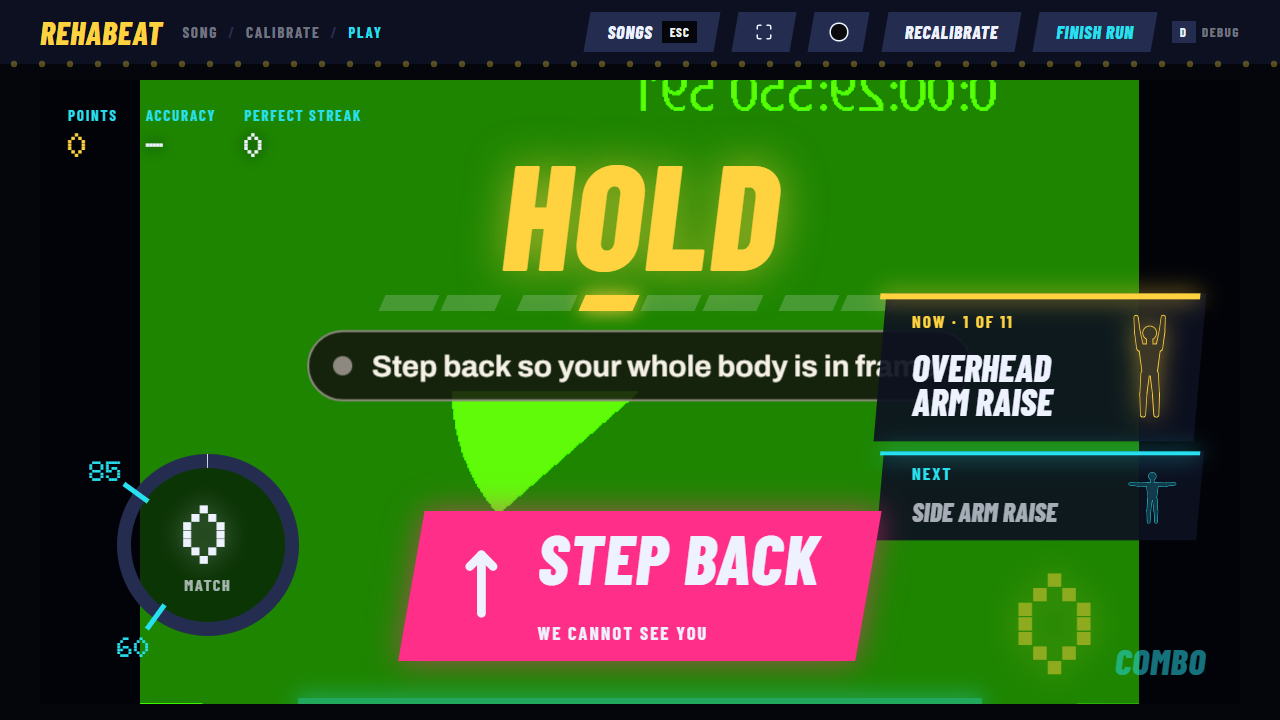 REHABEAT
SONG / CALIBRATE / PLAY
SONGS ESC
RECALIBRATE
FINISH RUN
D DEBUG
POINTS
0
ACCURACY
—
PERFECT STREAK
0
HOLD
Step back so your whole body is in fram
NOW · 1 OF 11
OVERHEAD
ARM RAISE
NEXT
SIDE ARM RAISE
85
0
MATCH
60
STEP BACK
WE CANNOT SEE YOU
0
COMBO